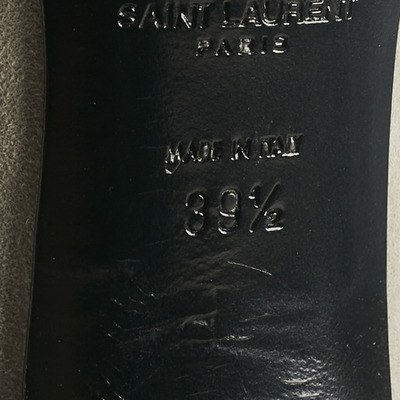 SAINT LAURENT
PARIS
MADE IN ITALY
39½